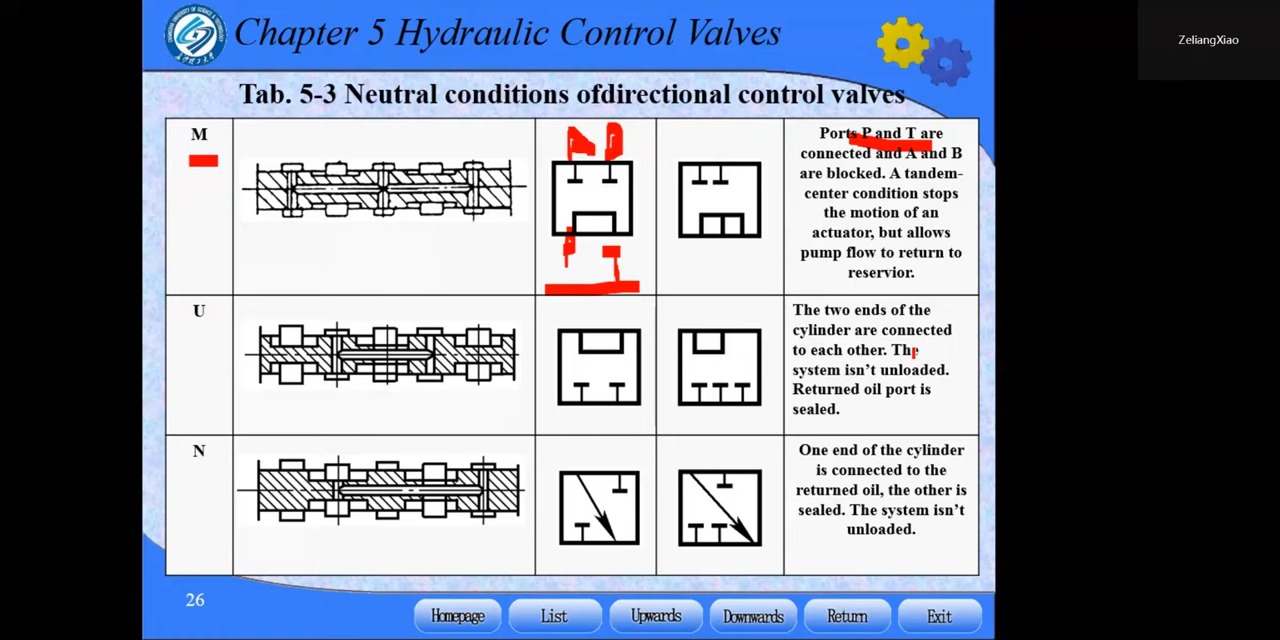 Chapter 5 Hydraulic Control Valves
ZeliangXiao
Tab. 5-3 Neutral conditions ofdirectional control valves
M
A B
P T
Ports P and T are
connected and A and B
are blocked. A tandem-
center condition stops
the motion of an
actuator, but allows
pump flow to return to
reservior.
U
The two ends of the
cylinder are connected
to each other. The
system isn't unloaded.
Returned oil port is
sealed.
N
One end of the cylinder
is connected to the
returned oil, the other is
sealed. The system isn't
unloaded.
26
Homepage
List
Upwards
Downwards
Return
Exit